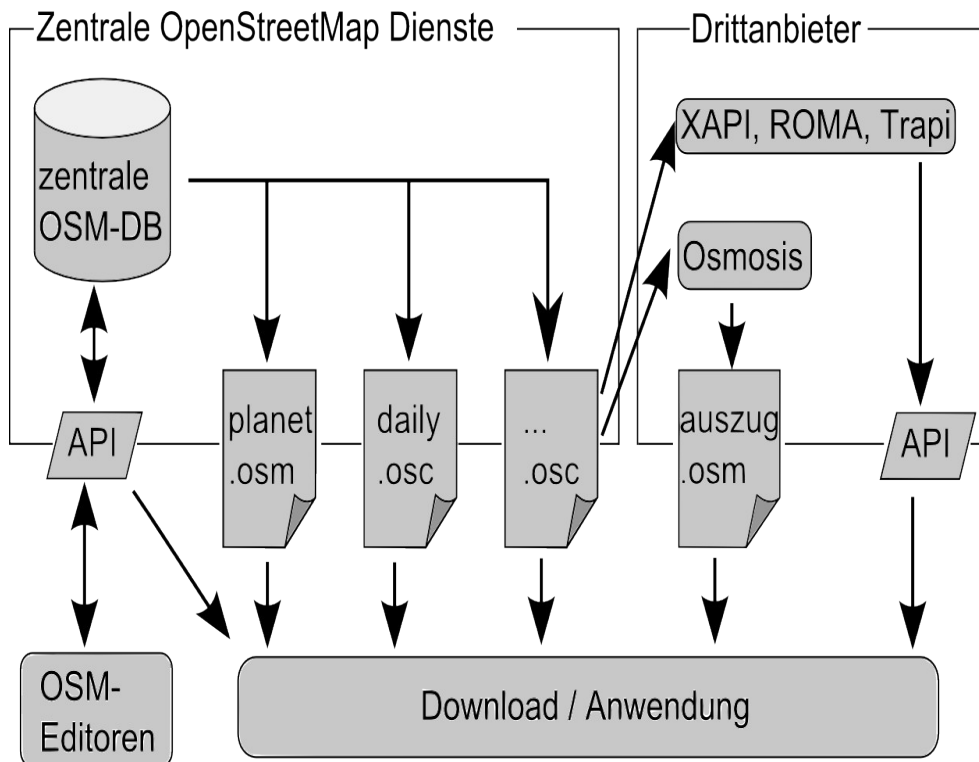 Zentrale OpenStreetMap Dienste
Drittanbieter
XAPI, ROMA, Trapi
zentrale
OSM-DB
Osmosis
API
planet
.osm
daily
.osc
...
.osc
auszug
.osm
API
OSM-
Editoren
Download / Anwendung